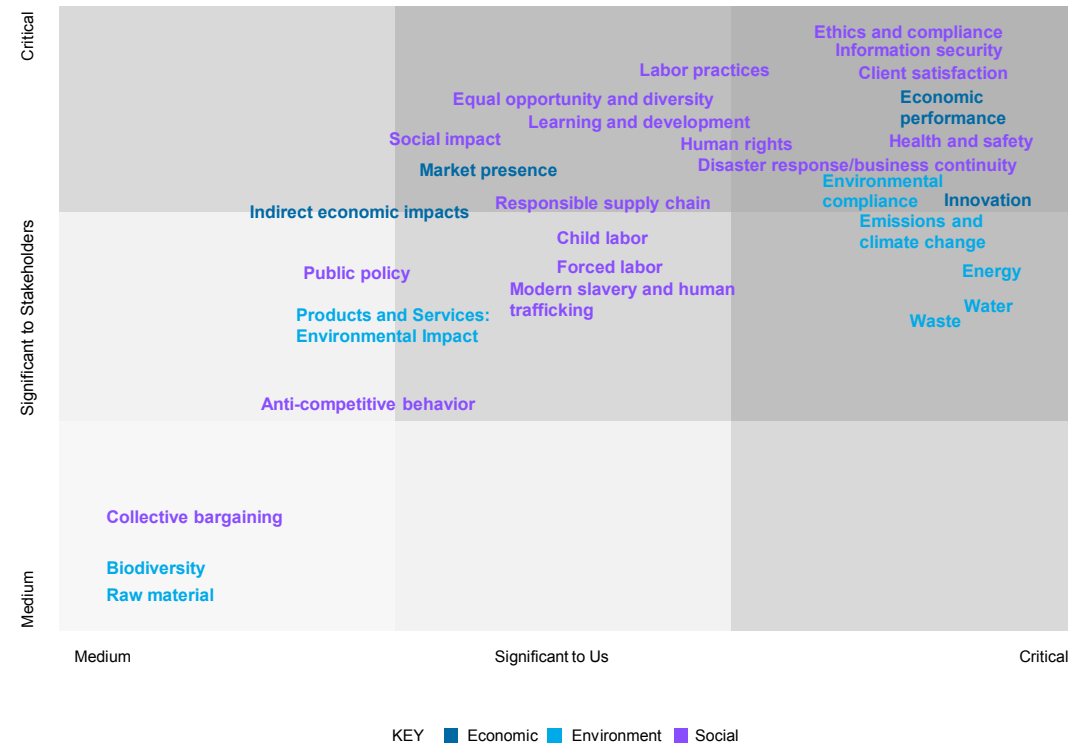 Critical
Significant to Stakeholders
Medium
Ethics and compliance
Information security
Labor practices
Client satisfaction
Equal opportunity and diversity
Economic
performance
Learning and development
Social impact
Human rights
Health and safety
Market presence
Disaster response/business continuity
Environmental
compliance
Innovation
Responsible supply chain
Indirect economic impacts
Emissions and
climate change
Child labor
Public policy
Forced labor
Energy
Modern slavery and human
trafficking
Products and Services:
Environmental Impact
Water
Waste
Anti-competitive behavior
Collective bargaining
Biodiversity
Raw material
Medium
Significant to Us
Critical
KEY Economic Environment Social